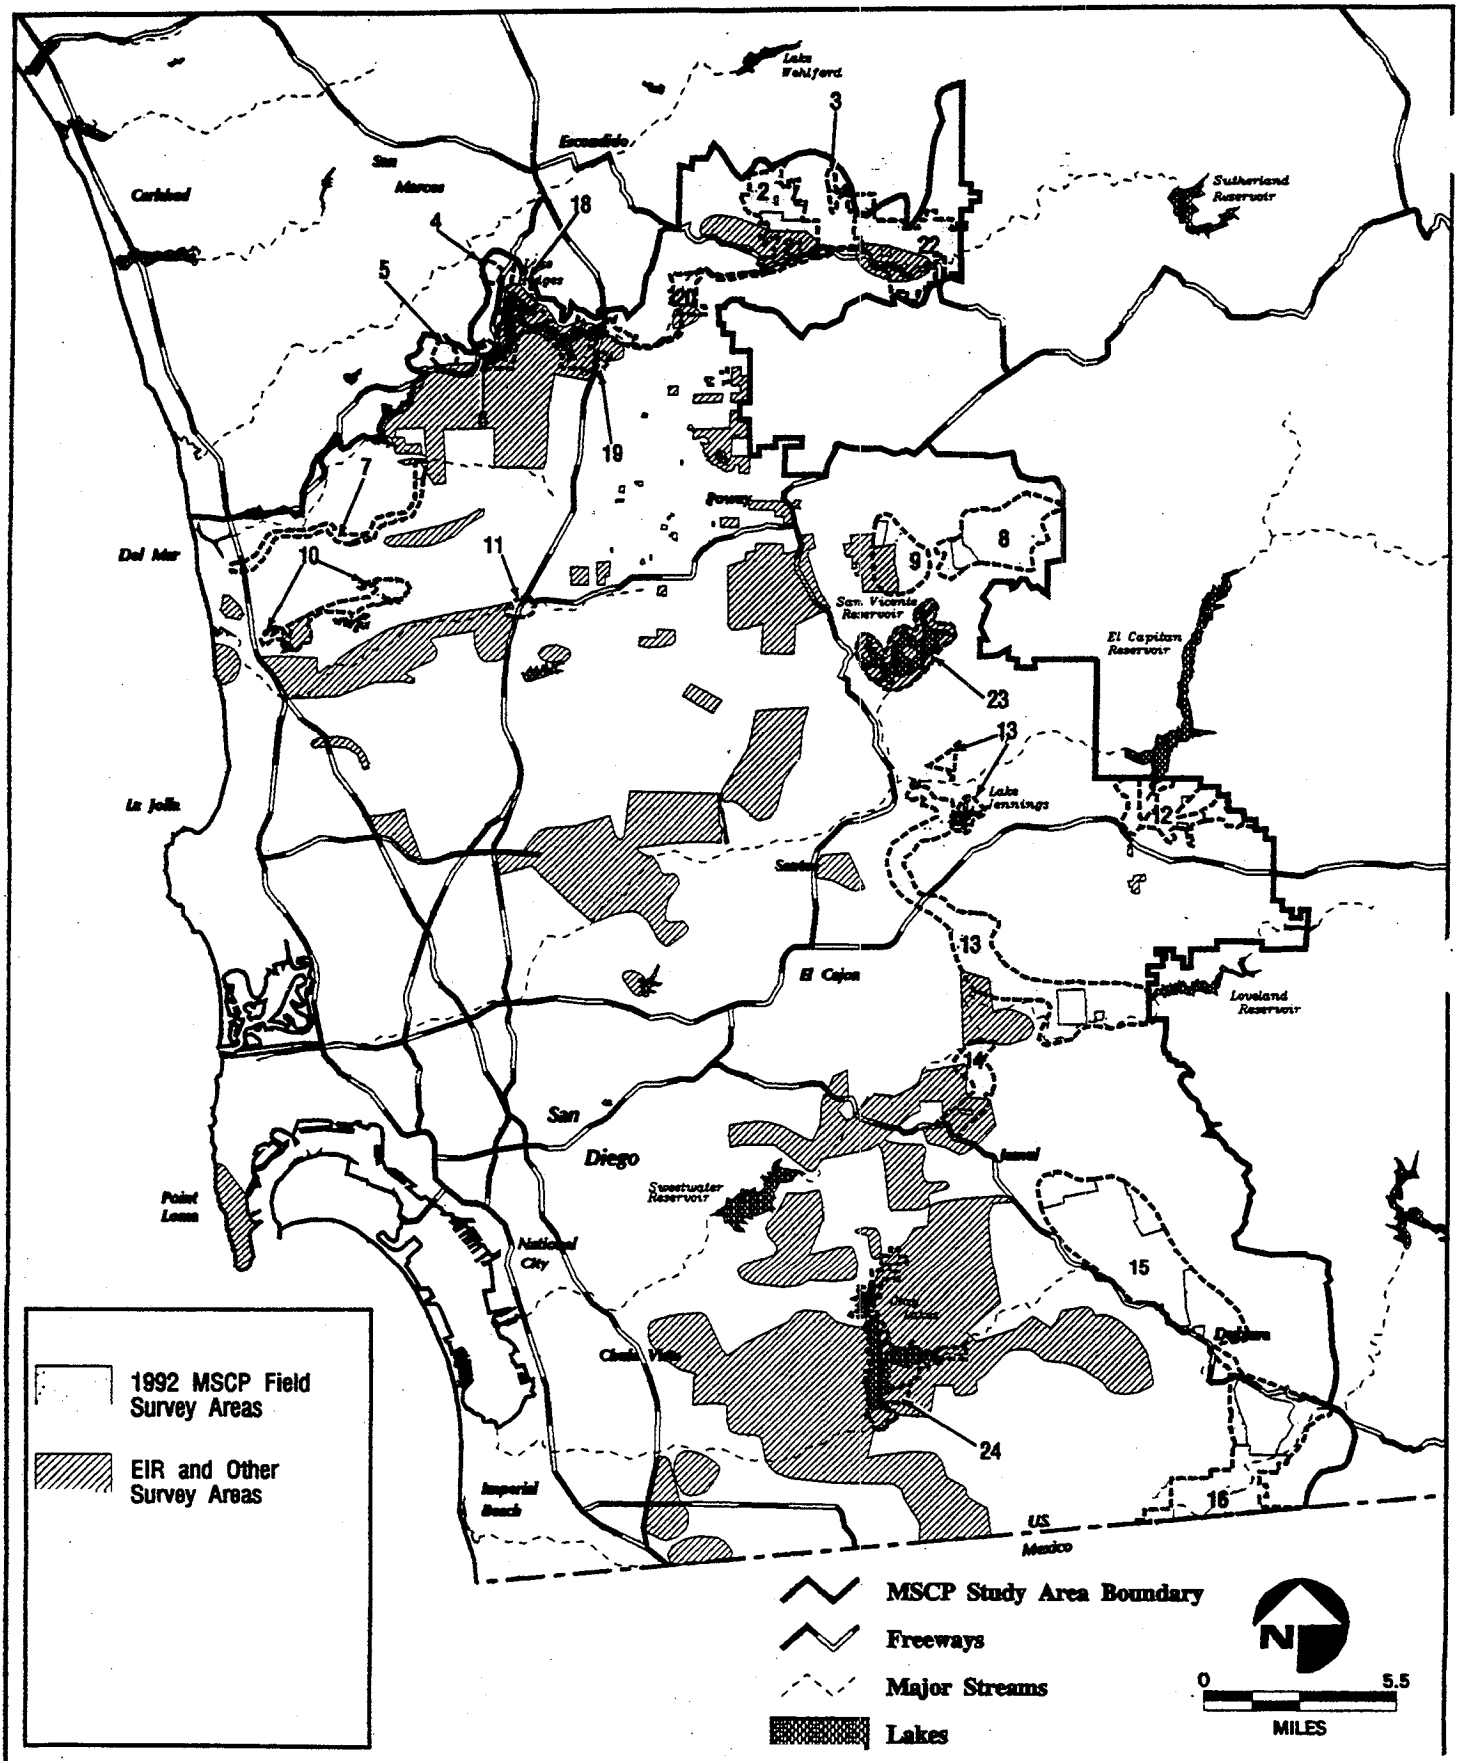 Lake
Wohlford
3
Escondido
San
Marcos
Carlsbad
2
Sutherland
Reservoir
18
4
21
22
5
20
6
19
7
Poway
Del Mar
10
11
8
9
San Vicente
Reservoir
El Capitan
Reservoir
23
13
Lake
Jennings
La Jolla
12
Santee
13
El Cajon
Loveland
Reservoir
14
San
Diego
Jamul
Sweetwater
Reservoir
Point
Loma
National
City
15
Otay
Lakes
Dulzura
Chula Vista
24
1992 MSCP Field
Survey Areas
EIR and Other
Survey Areas
Imperial
Beach
16
U.S.
Mexico
MSCP Study Area Boundary
Freeways
Major Streams
Lakes
N
0 5.5
MILES